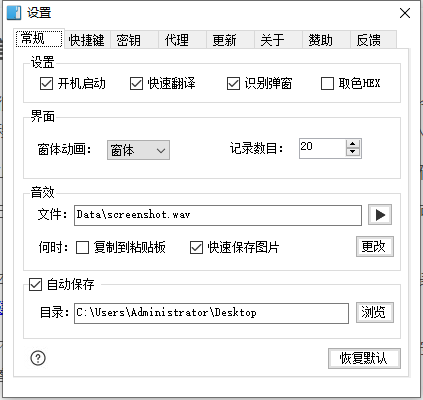 设置
常规 快捷键 密钥 代理 更新 关于 赞助 反馈
设置
开机启动 快速翻译 识别弹窗 取色HEX
界面
窗体动画: 窗体 记录数目: 20
音效
文件: Data\screenshot.wav
何时: 复制到粘贴板 快速保存图片 更改
自动保存
目录: C:\Users\Administrator\Desktop 浏览
恢复默认